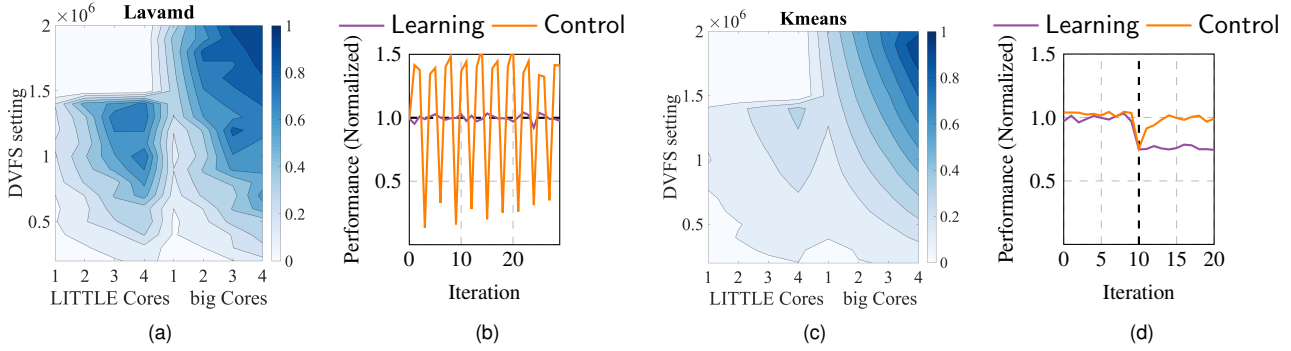 Lavamd
×10⁶
2
1.5
1
0.5
DVFS setting
1 2 3 4 1 2 3 4
LITTLE Cores big Cores
1
0.8
0.6
0.4
0.2
0
(a)
Learning Control
1.5
1.0
0.5
Performance (Normalized)
0 10 20
Iteration
(b)
Kmeans
×10⁶
2
1.5
1
0.5
DVFS setting
1 2 3 4 1 2 3 4
LITTLE Cores big Cores
1
0.8
0.6
0.4
0.2
0
(c)
Learning Control
1.5
1.0
0.5
Performance (Normalized)
0 5 10 15 20
Iteration
(d)